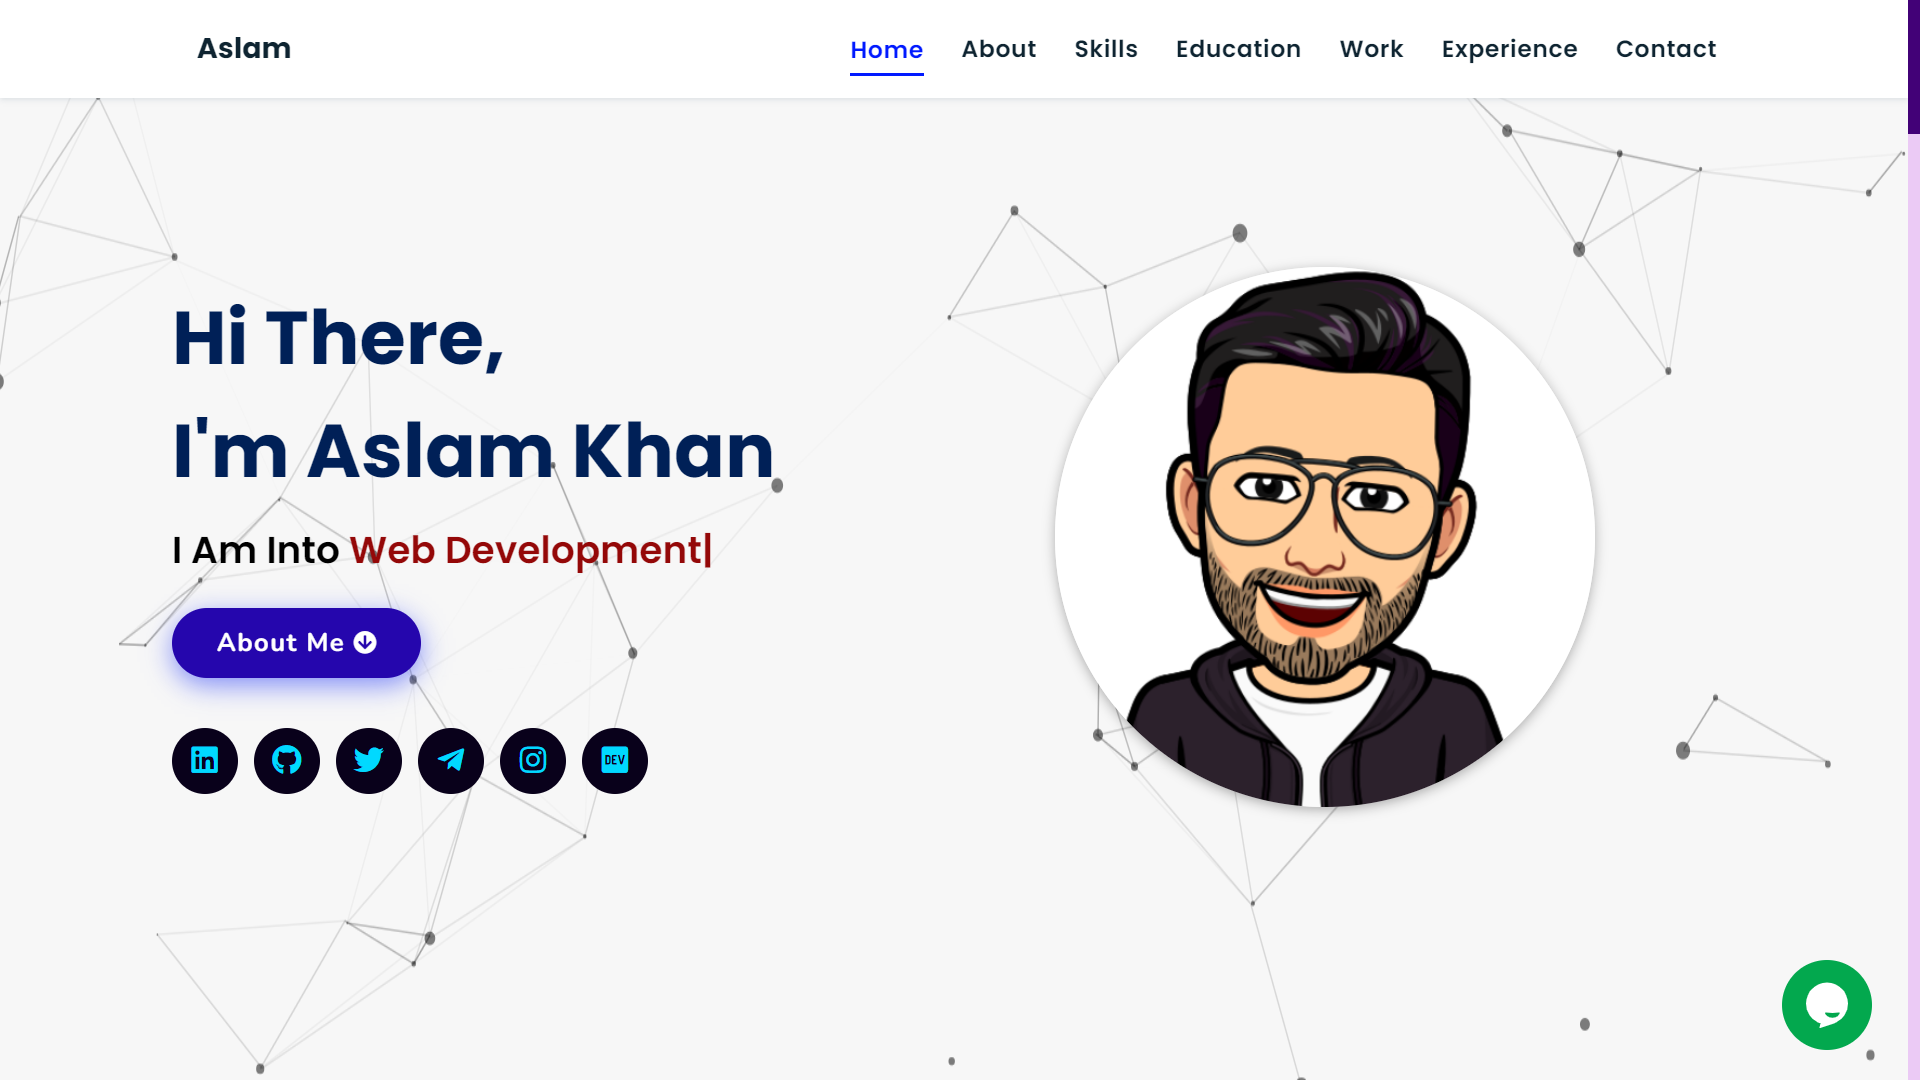 Aslam
Home About Skills Education Work Experience Contact
Hi There,
I'm Aslam Khan
I Am Into Web Development|
About Me
DEV